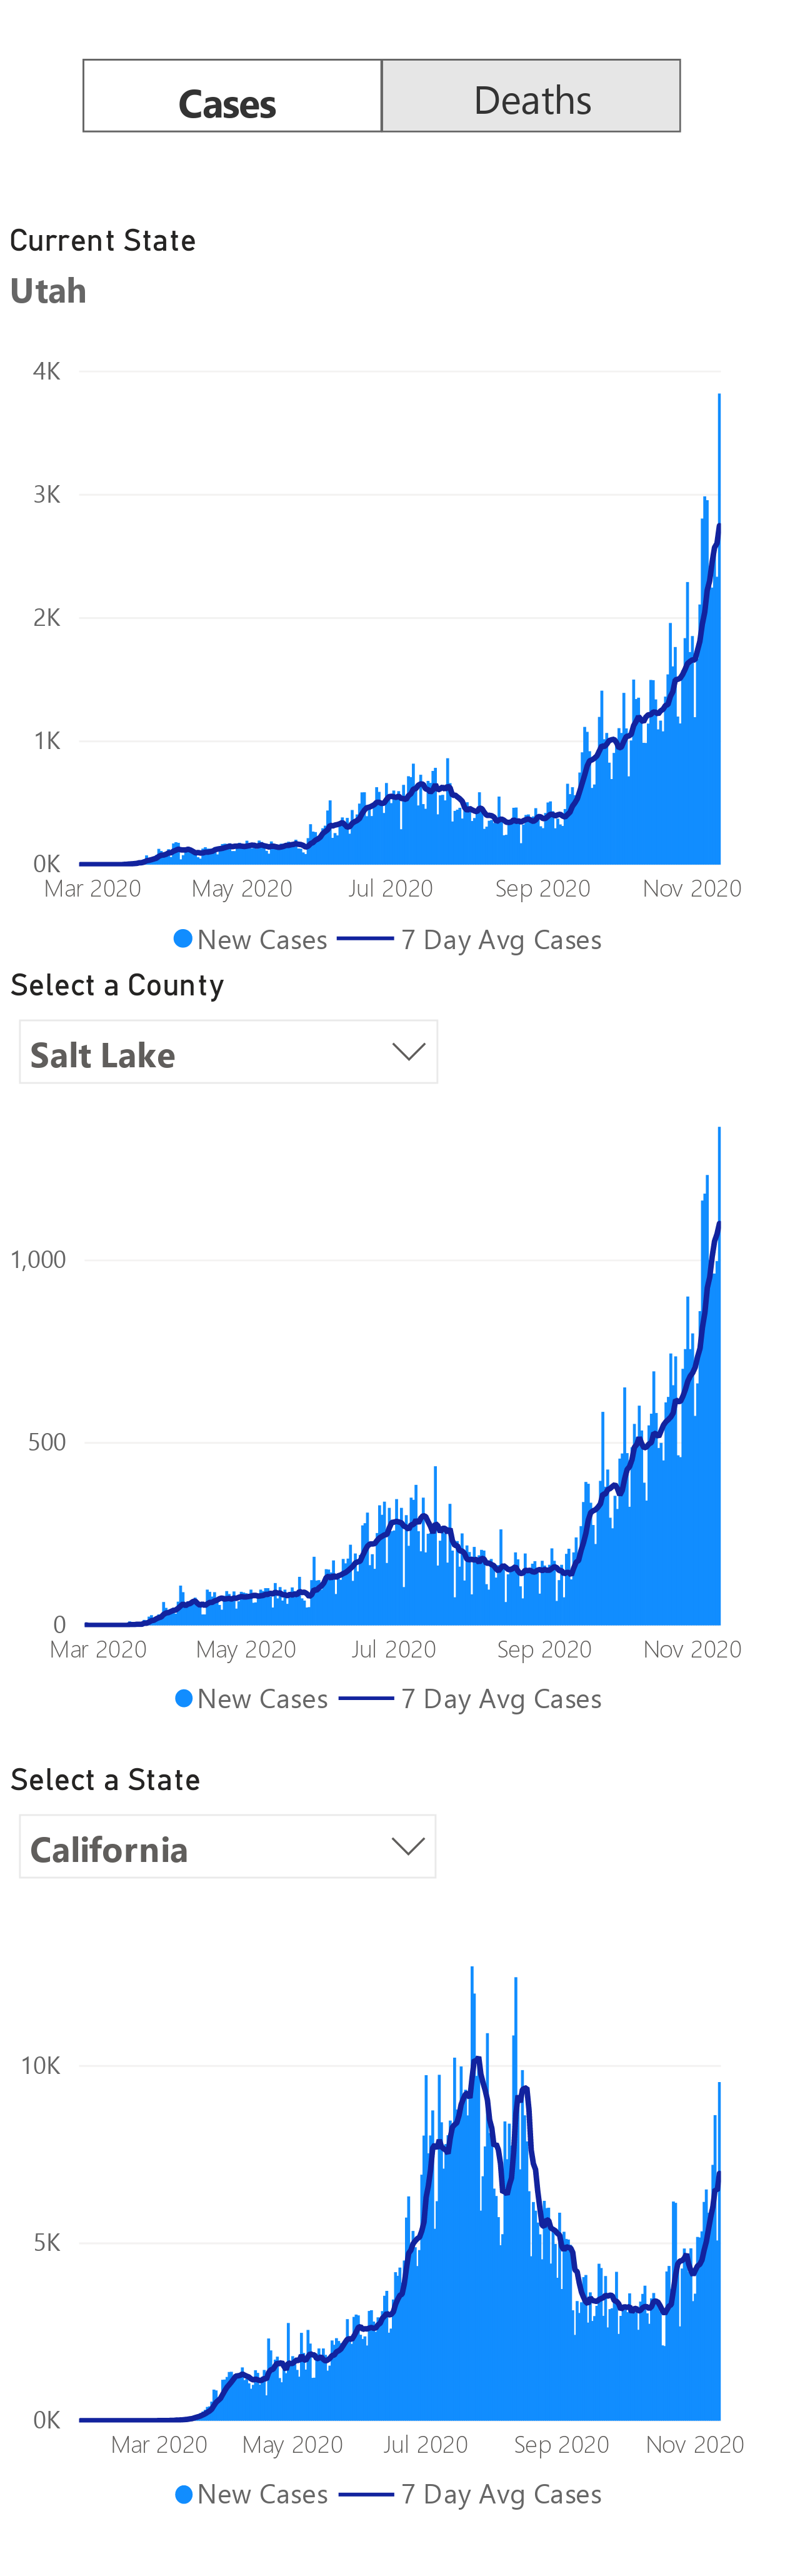 Cases Deaths
Current State
Utah
4K
3K
2K
1K
0K
Mar 2020 May 2020 Jul 2020 Sep 2020 Nov 2020
New Cases 7 Day Avg Cases
Select a County
Salt Lake
1,000
500
0
Mar 2020 May 2020 Jul 2020 Sep 2020 Nov 2020
New Cases 7 Day Avg Cases
Select a State
California
10K
5K
0K
Mar 2020 May 2020 Jul 2020 Sep 2020 Nov 2020
New Cases 7 Day Avg Cases